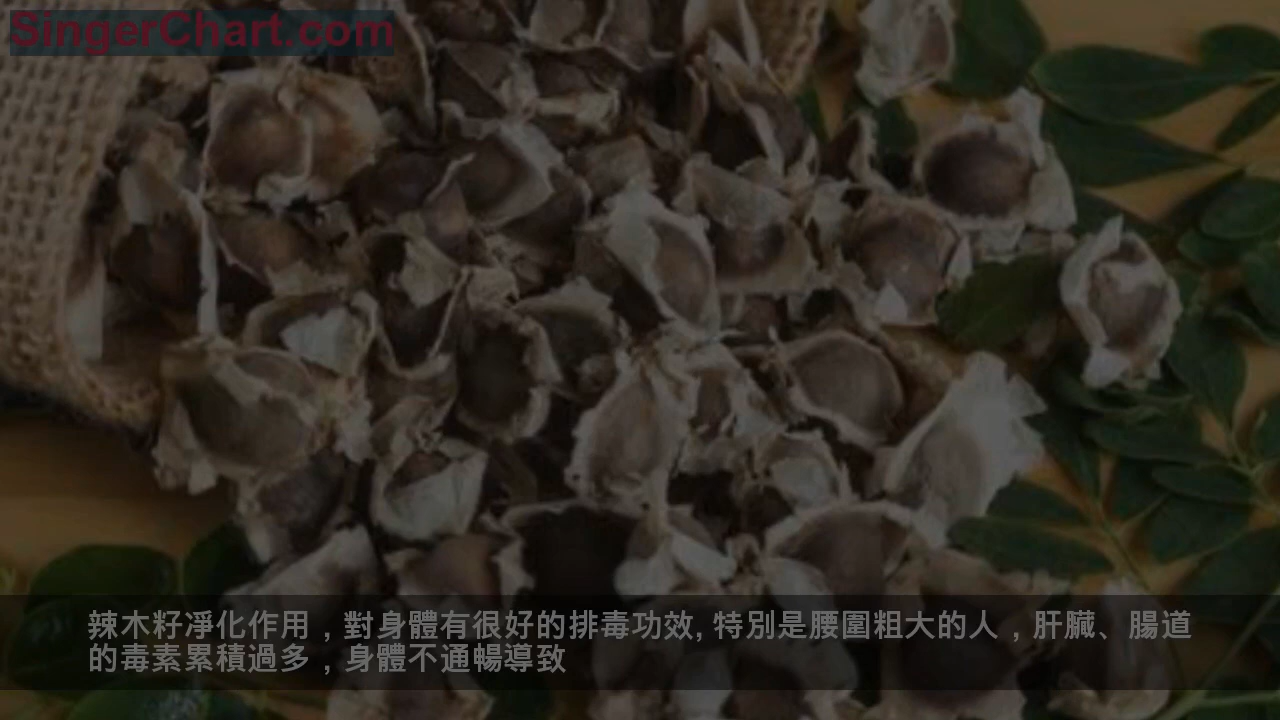 SingerChart.com
辣木籽凈化作用，對身體有很好的排毒功效, 特別是腰圍粗大的人，肝臟、腸道
的毒素累積過多，身體不通暢導致